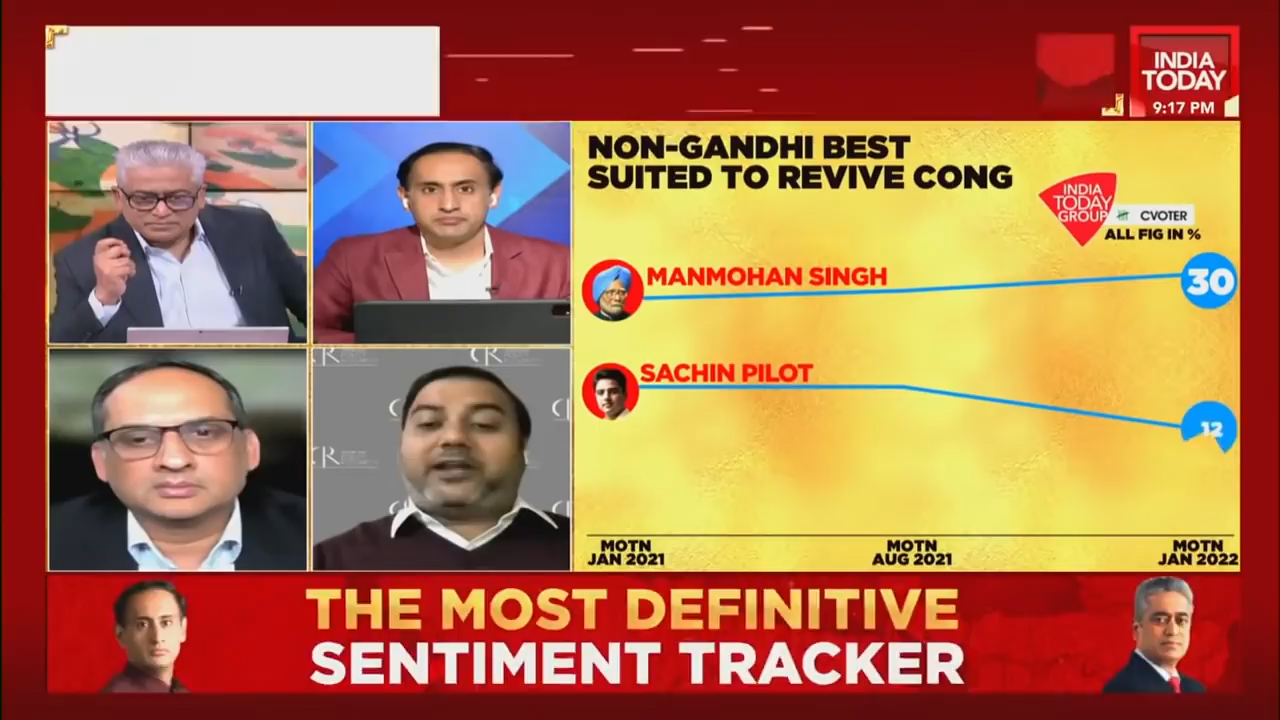 INDIA
TODAY
9:17 PM
NON-GANDHI BEST
SUITED TO REVIVE CONG
INDIA
TODAY
GROUP
CVOTER
ALL FIG IN %
MANMOHAN SINGH
30
SACHIN PILOT
12
MOTN
JAN 2021
MOTN
AUG 2021
MOTN
JAN 2022
THE MOST DEFINITIVE
SENTIMENT TRACKER